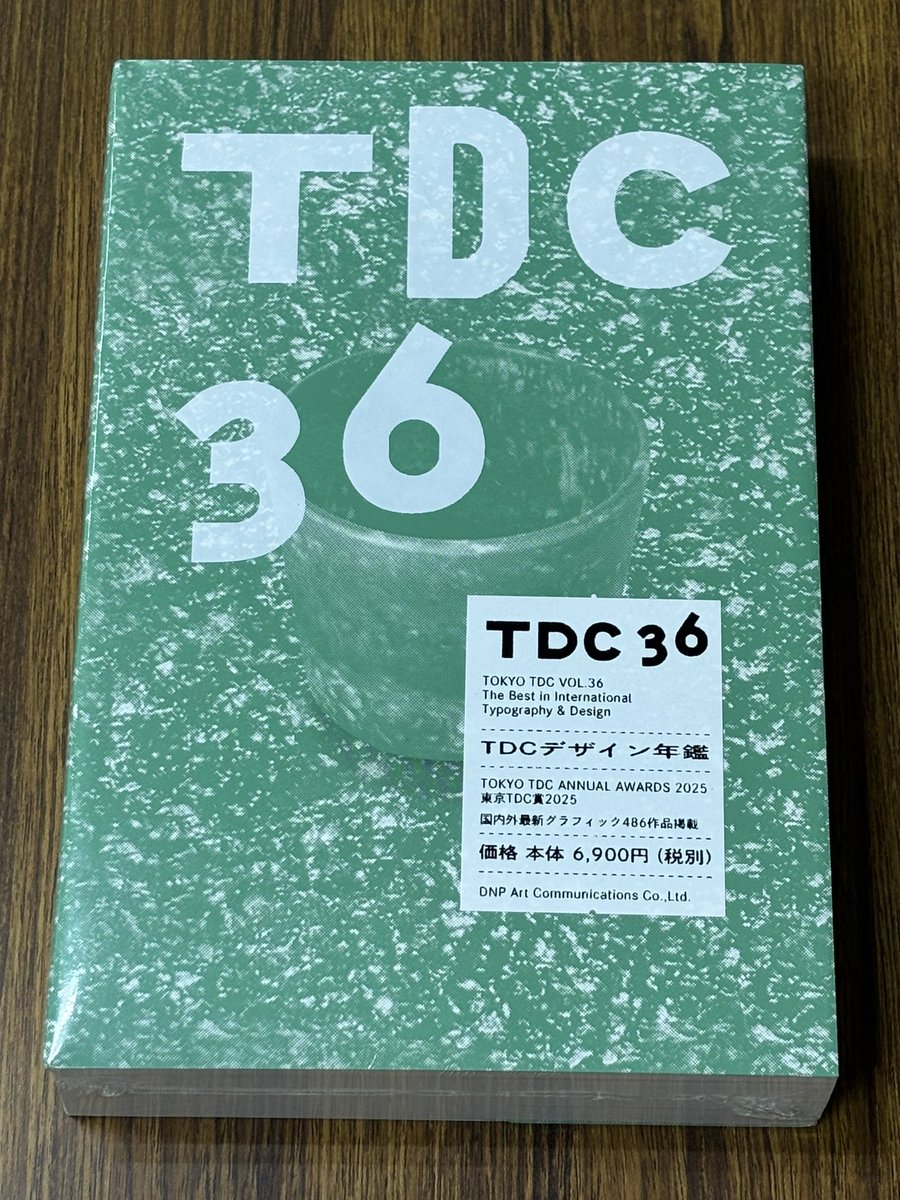 TDC
36
TDC 36
TOKYO TDC VOL.36
The Best in International
Typography & Design
TDCデザイン年鑑
TOKYO TDC ANNUAL AWARDS 2025
東京TDC賞2025
国内外最新グラフィック486作品掲載
価格 本体 6,900円 (税別)
DNP Art Communications Co.,Ltd.